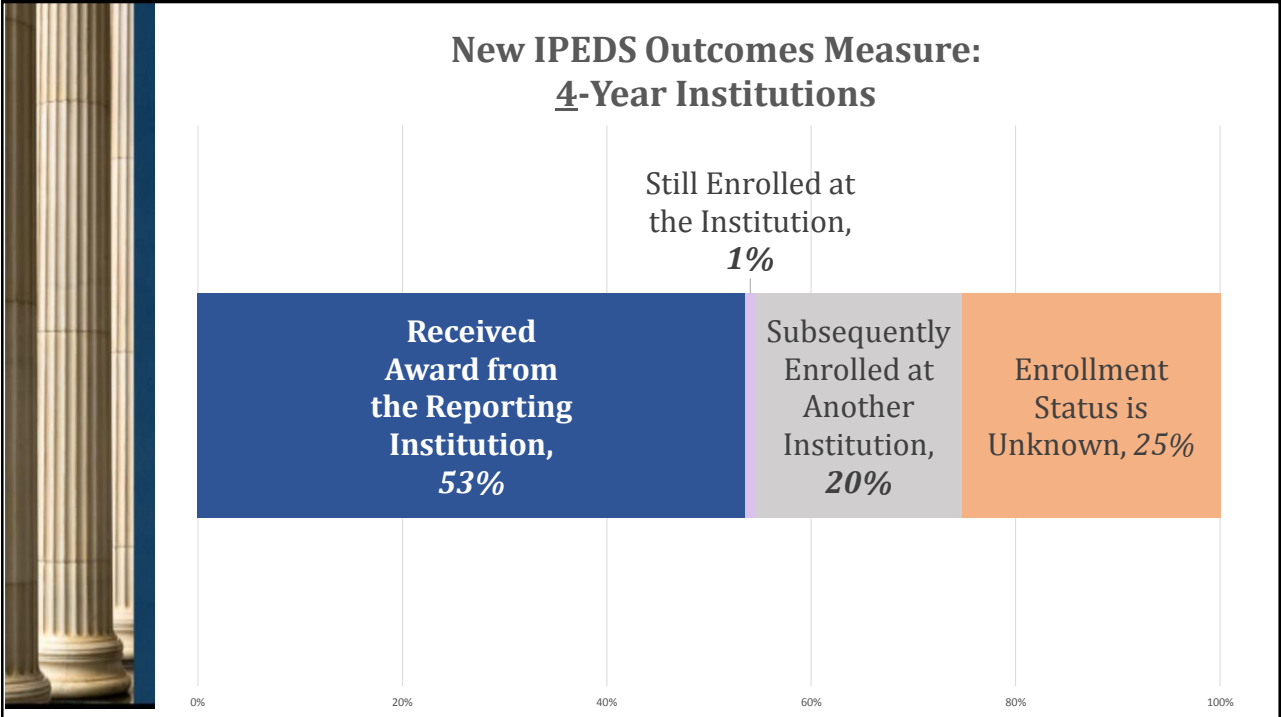 New IPEDS Outcomes Measure:
4-Year Institutions
Still Enrolled at
the Institution,
1%
Received
Award from
the Reporting
Institution,
53%
Subsequently
Enrolled at
Another
Institution,
20%
Enrollment
Status is
Unknown, 25%
0%
20%
40%
60%
80%
100%